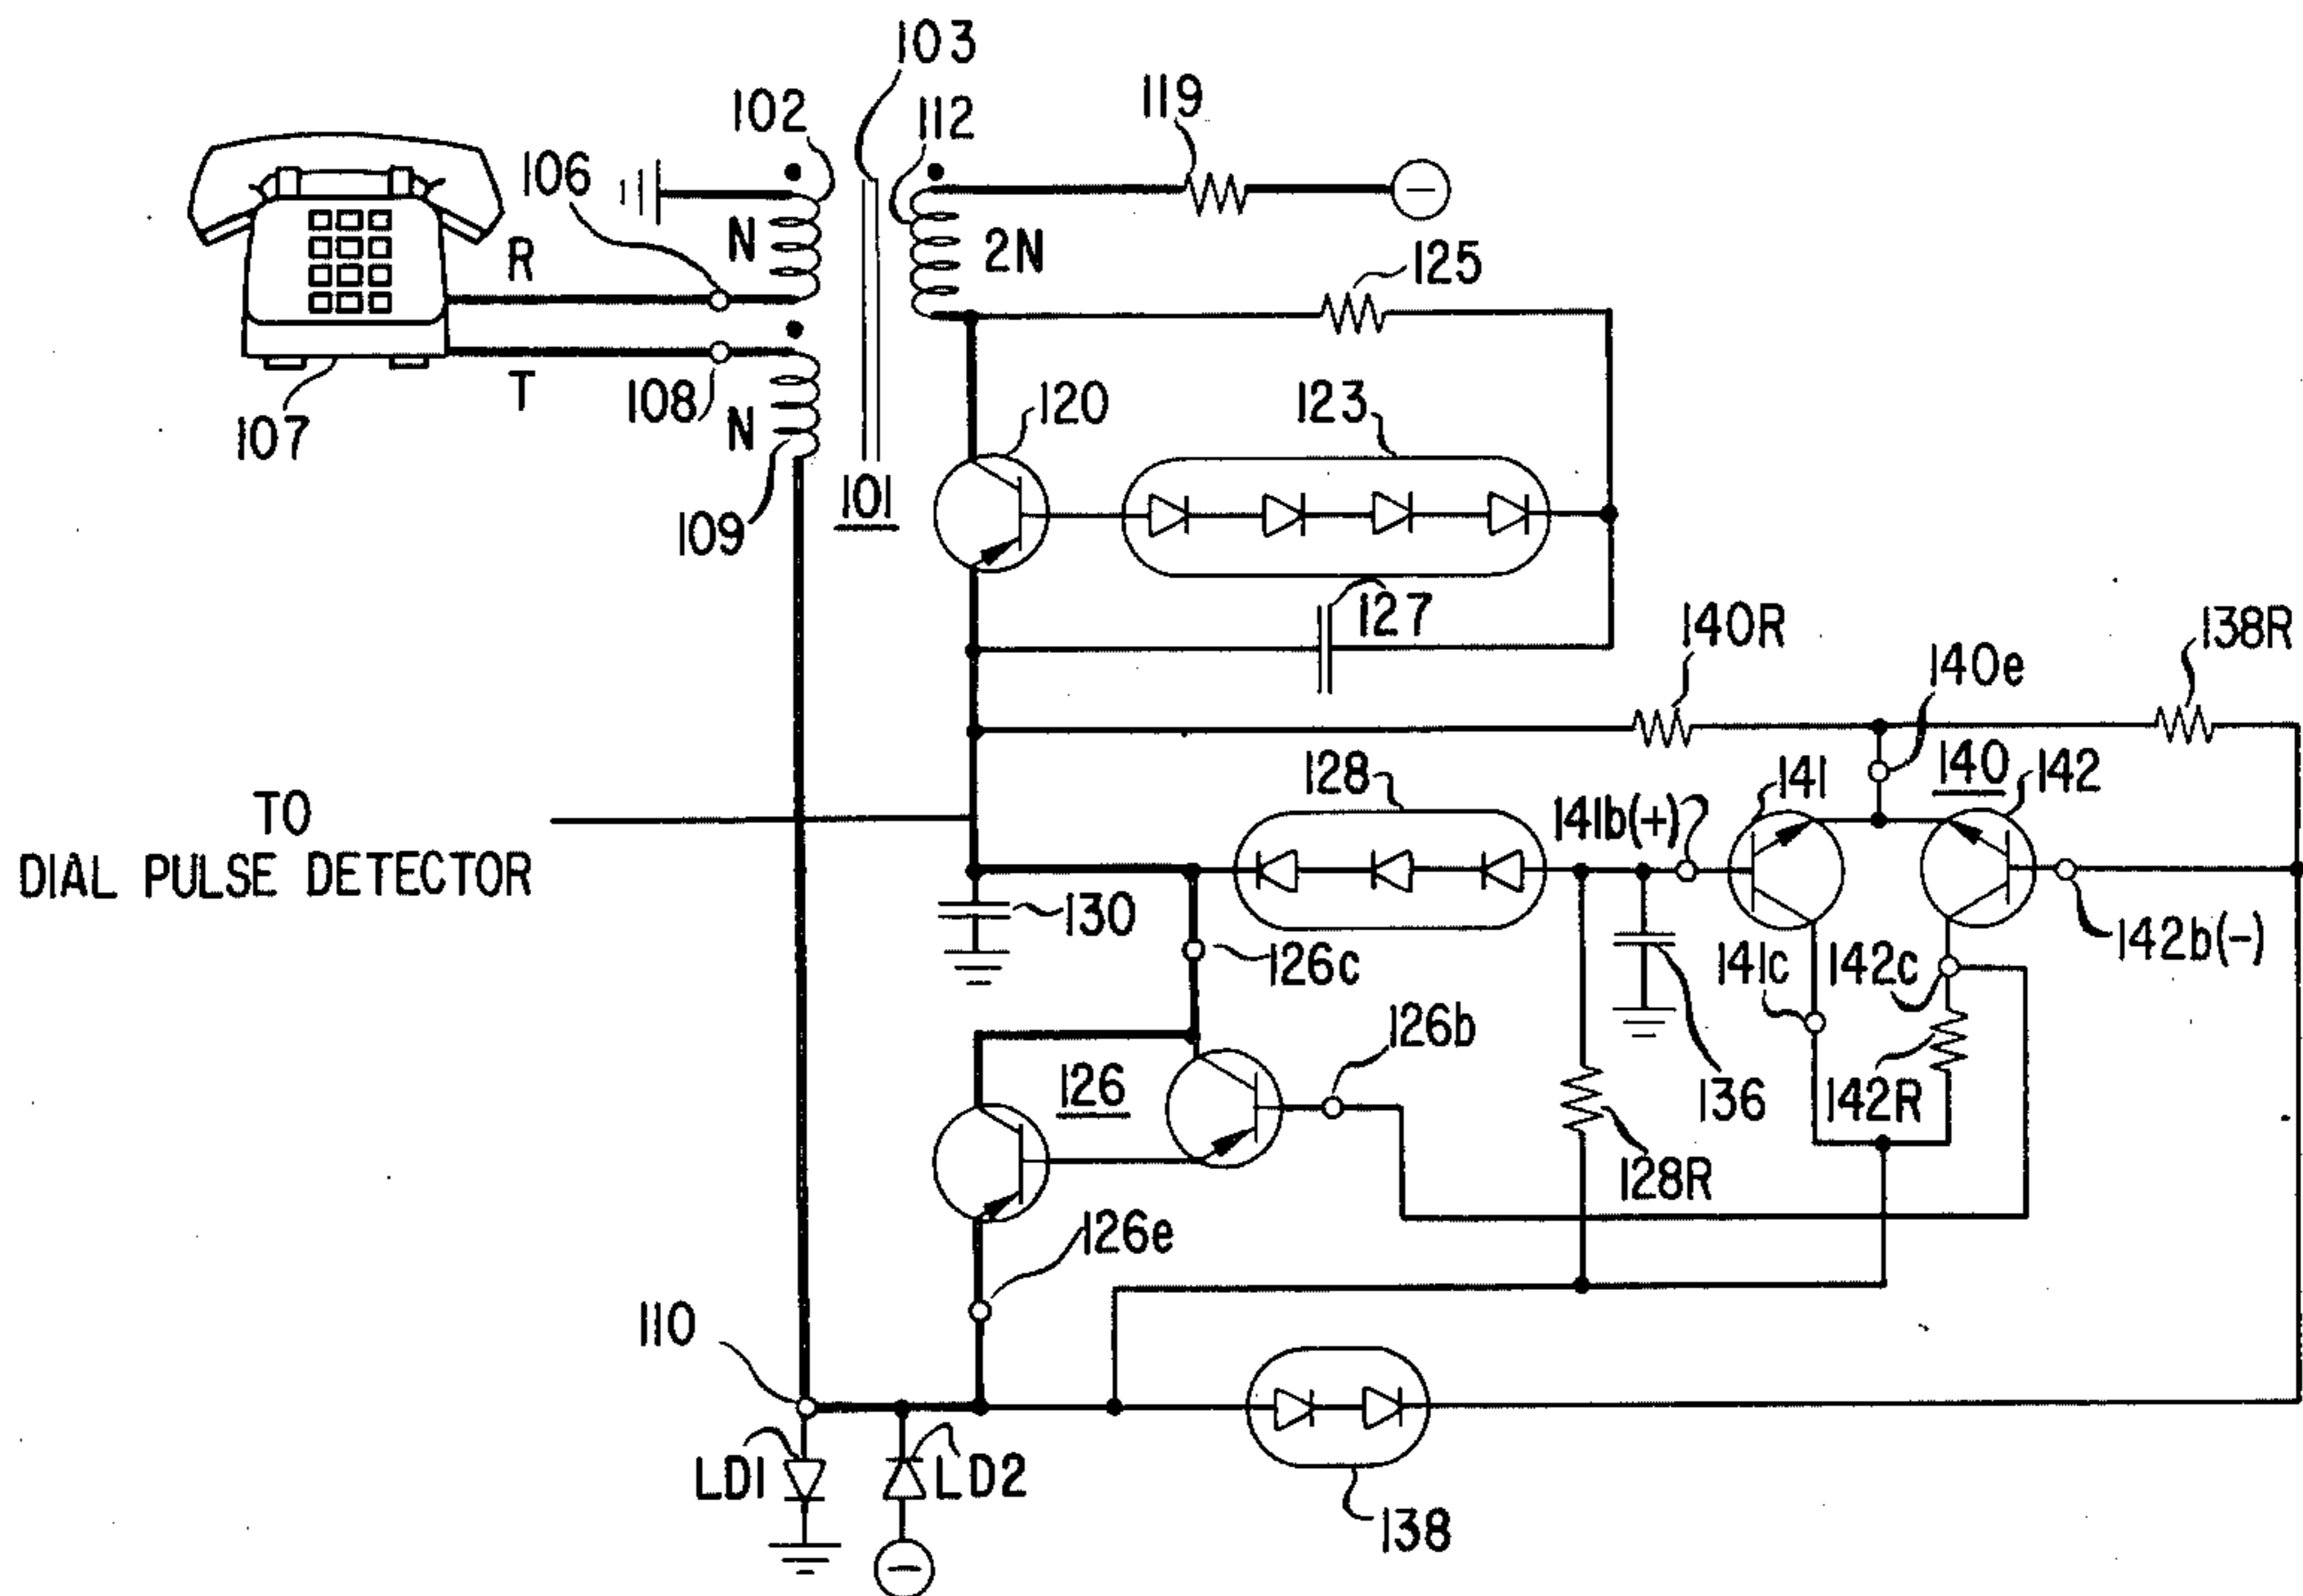 103
102
112
119
106
N
2N
R
125
T
108
N
107
109
101
120
123
127
140R
138R
140e
128
141b(+)
141
140
142
TO
DIAL PULSE DETECTOR
130
126c
141c
142c
142b(-)
126b
126
136
142R
128R
126e
110
LD1
LD2
138